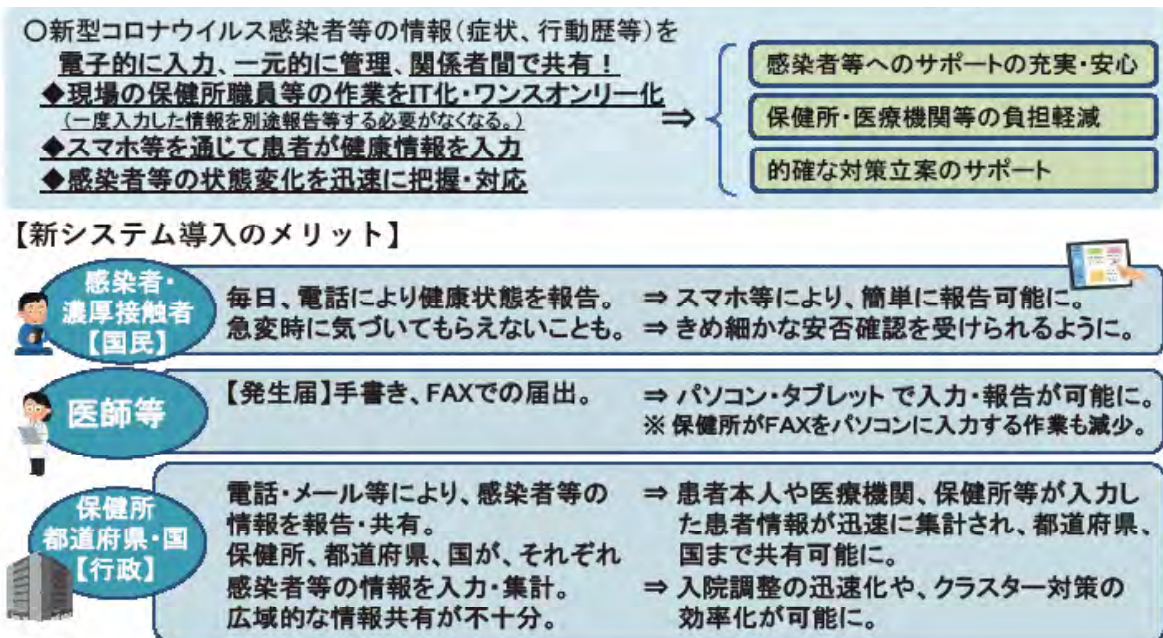 〇新型コロナウイルス感染者等の情報(症状、行動歴等)を
電子的に入力、一元的に管理、関係者間で共有！
◆現場の保健所職員等の作業をIT化・ワンスオンリー化
(一度入力した情報を別途報告等する必要がなくなる。)
◆スマホ等を通じて患者が健康情報を入力
◆感染者等の状態変化を迅速に把握・対応
⇒
感染者等へのサポートの充実・安心
保健所・医療機関等の負担軽減
的確な対策立案のサポート
【新システム導入のメリット】
感染者・
濃厚接触者
【国民】
毎日、電話により健康状態を報告。
急変時に気づいてもらえないことも。
⇒ スマホ等により、簡単に報告可能に。
⇒ きめ細かな安否確認を受けられるように。
医師等
【発生届】手書き、FAXでの届出。
⇒ パソコン・タブレット で入力・報告が可能に。
※ 保健所がFAXをパソコンに入力する作業も減少。
保健所
都道府県・国
【行政】
電話・メール等により、感染者等の
情報を報告・共有。
保健所、都道府県、国が、それぞれ
感染者等の情報を入力・集計。
広域的な情報共有が不十分。
⇒ 患者本人や医療機関、保健所等が入力し
た患者情報が迅速に集計され、都道府県、
国まで共有可能に。
⇒ 入院調整の迅速化や、クラスター対策の
効率化が可能に。